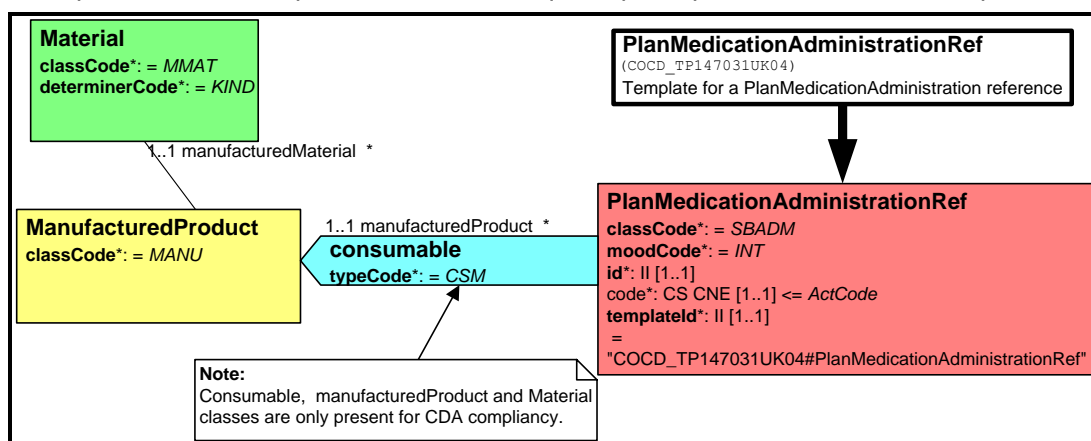 Material
classCode*: = MMAT
determinerCode*: = KIND
1..1 manufacturedMaterial *
PlanMedicationAdministrationRef
(COCD_TP147031UK04)
Template for a PlanMedicationAdministration reference
ManufacturedProduct
classCode*: = MANU
1..1 manufacturedProduct *
consumable
typeCode*: = CSM
PlanMedicationAdministrationRef
classCode*: = SBADM
moodCode*: = INT
id*: II [1..1]
code*: CS CNE [1..1] <= ActCode
templateId*: II [1..1]
=
"COCD_TP147031UK04#PlanMedicationAdministrationRef"
Note:
Consumable, manufacturedProduct and Material
classes are only present for CDA compliancy.